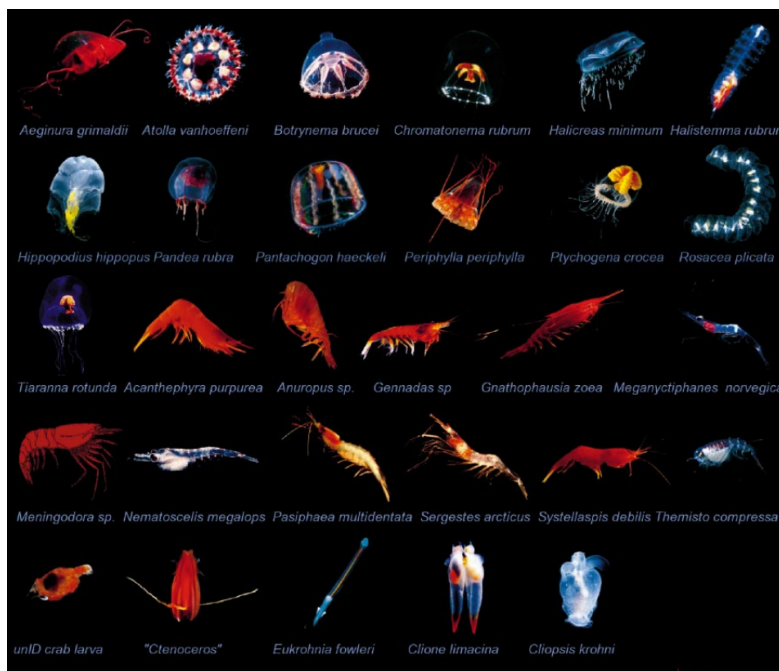 Aeginura grimaldii Atolla vanhoeffeni Botrynema brucei Chromatonema rubrum Halicreas minimum Halistemma rubrum
Hippopodius hippopus Pandea rubra Pantachogon haeckeli Periphylla periphylla Ptychogena crocea Rosacea plicata
Tiaranna rotunda Acanthephyra purpurea Anuropus sp. Gennadas sp Gnathophausia zoea Meganyctiphanes norvegica
Meningodora sp. Nematoscelis megalops Pasiphaea multidentata Sergestes arcticus Systellaspis debilis Themisto compressa
unID crab larva "Ctenoceros" Eukrohnia fowleri Clione limacina Cliopsis krohni